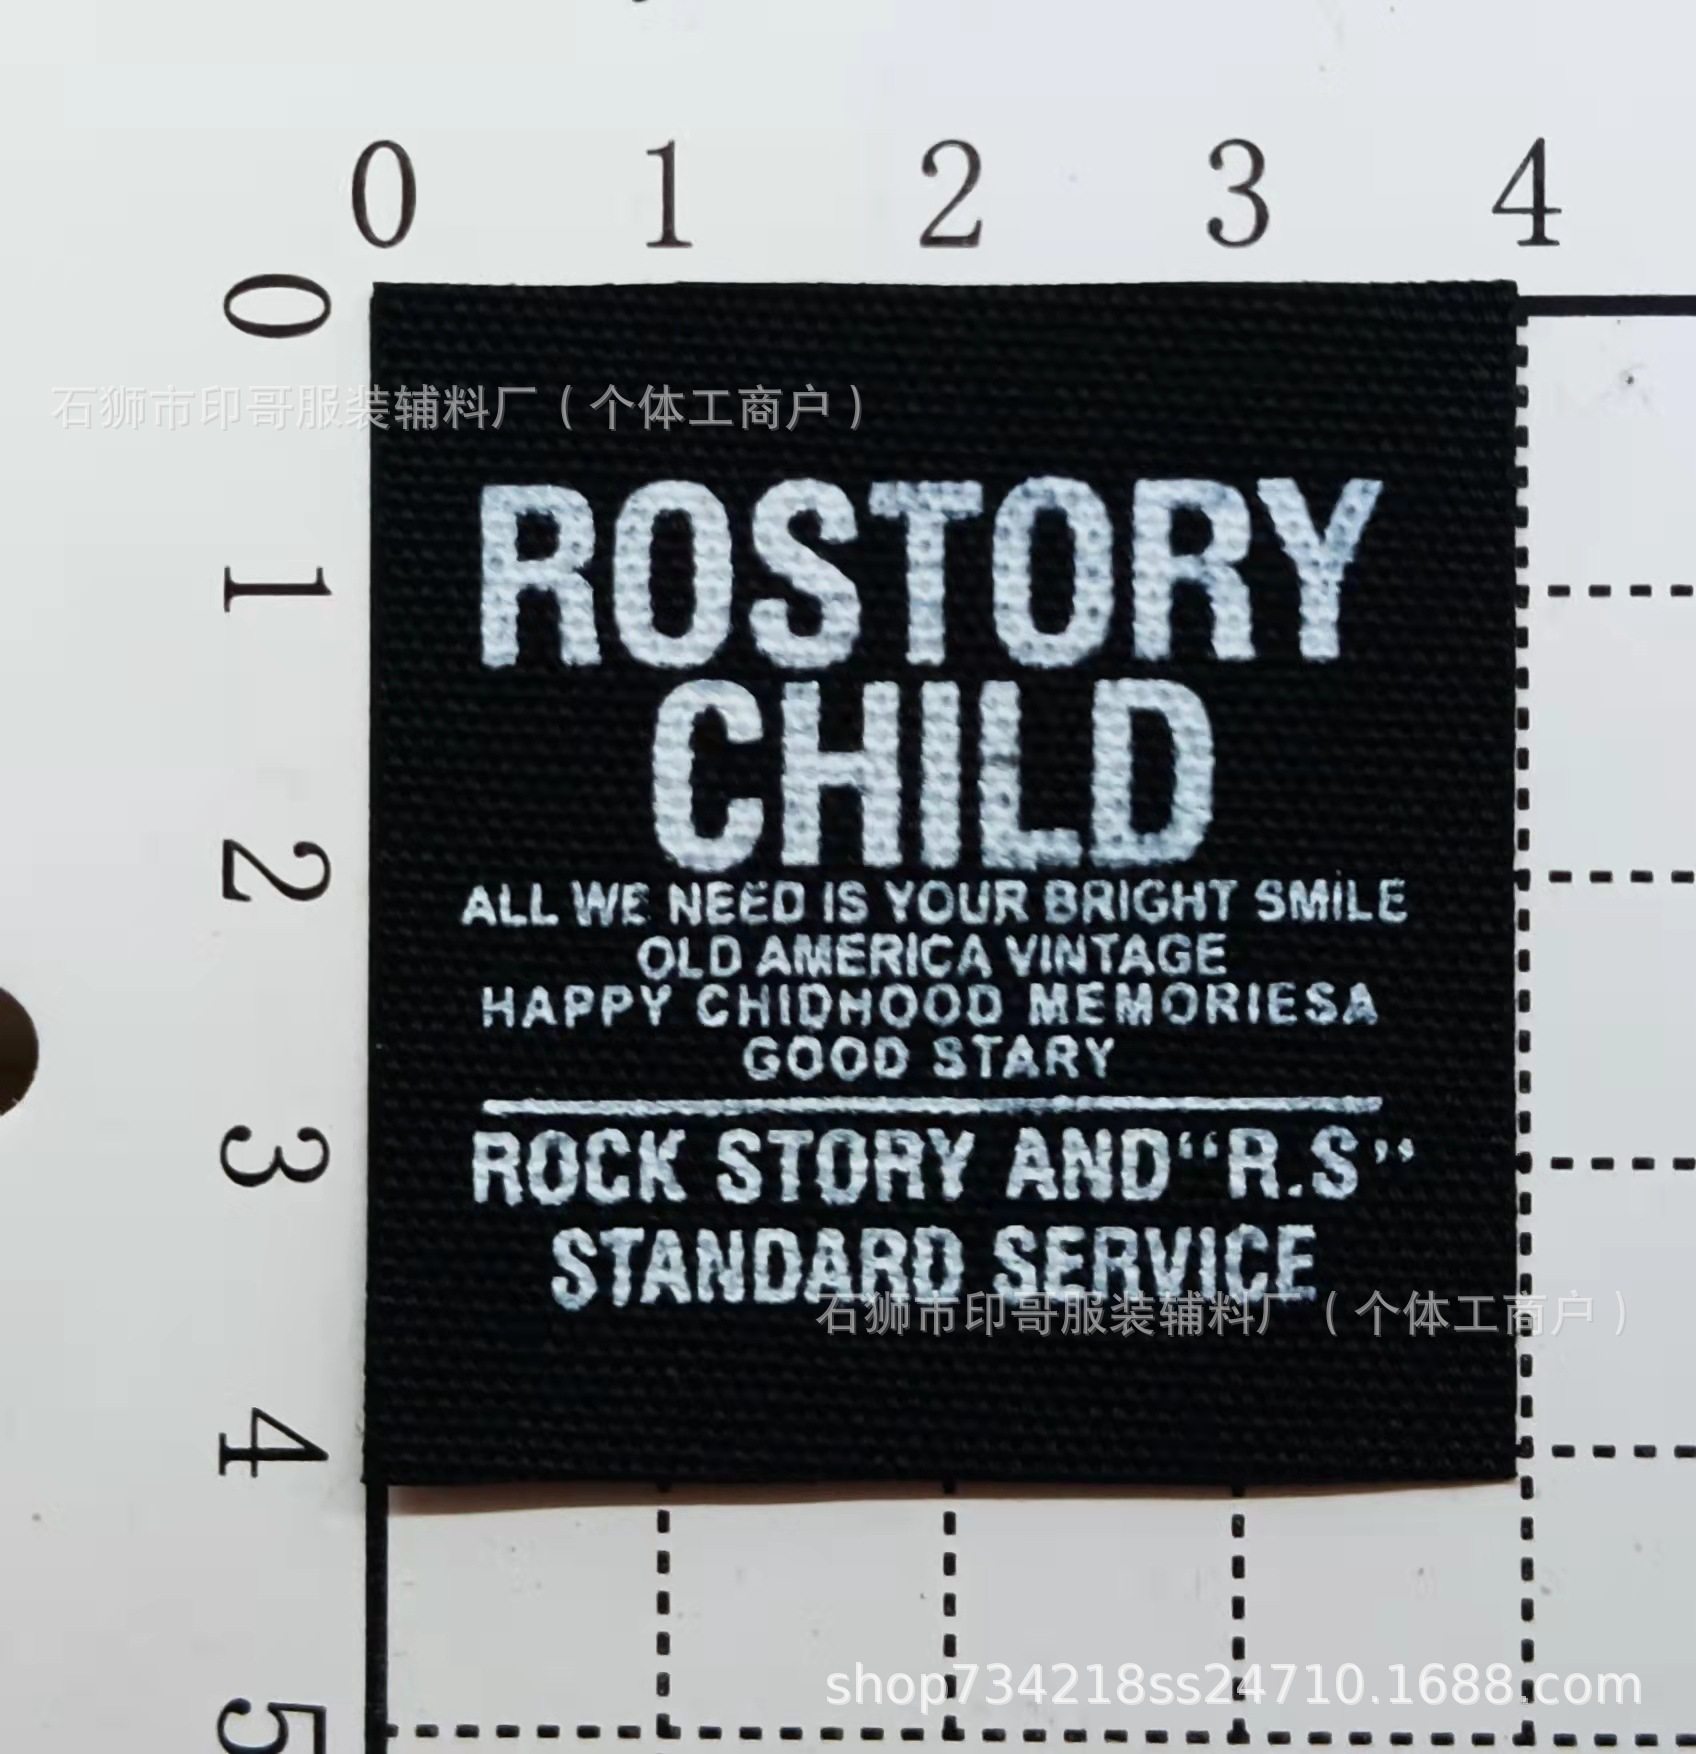 0 1 2 3 4
0
石狮市印哥服装辅料厂（个体工商户）
ROSTORY
1
CHILD
2
ALL WE NEED IS YOUR BRIGHT SMILE
OLD AMERICA VINTAGE
HAPPY CHIDHOOD MEMORIESA
GOOD STARY
3
ROCK STORY AND“R.S”
STANDARD SERVICE
石狮市印哥服装辅料厂（个体工商户）
4
shop734218ss24710.1688.com
5